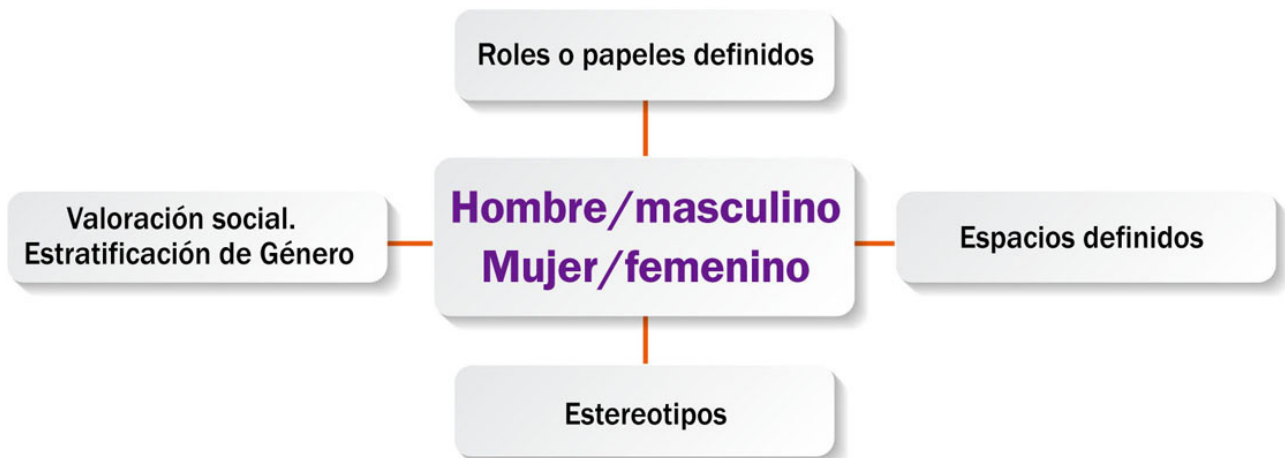 Roles o papeles definidos
Valoración social.
Estratificación de Género
Hombre/masculino
Mujer/femenino
Espacios definidos
Estereotipos